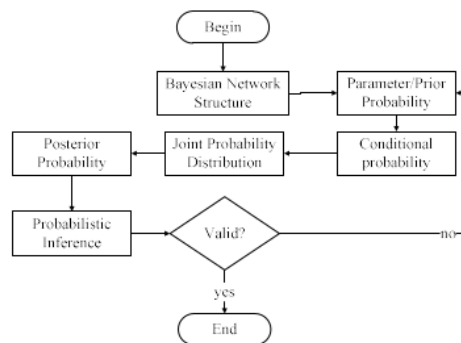 Begin
Bayesian Network
Structure
Parameter/Prior
Probability
Conditional
probability
Joint Probability
Distribution
Posterior
Probability
Probabilistic
Inference
Valid?
no
yes
End